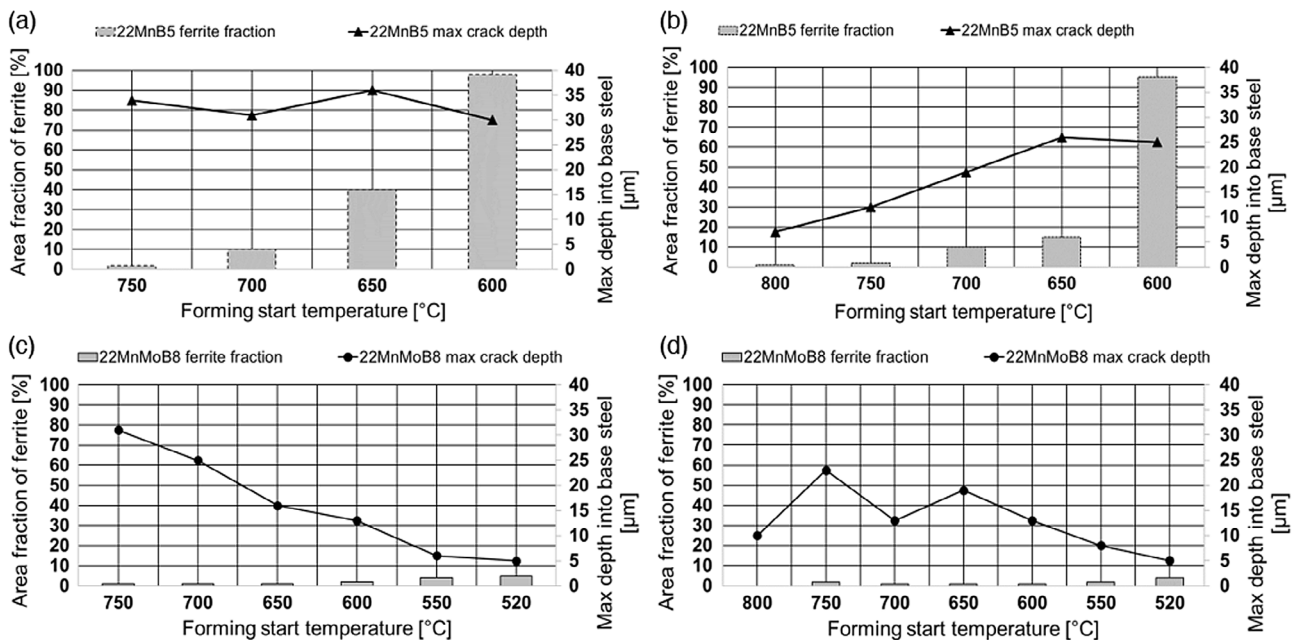 (a)
22MnB5 ferrite fraction 22MnB5 max crack depth
Area fraction of ferrite [%]
100 40
90 35
80
70 30
60 25
50 20
40 15
30
20 10
10 5
0 0
Max depth into base steel
[µm]
750 700 650 600
Forming start temperature [°C]
(b)
22MnB5 ferrite fraction 22MnB5 max crack depth
Area fraction of ferrite [%]
100 40
90 35
80
70 30
60 25
50 20
40 15
30
20 10
10 5
0 0
Max depth into base steel
[µm]
800 750 700 650 600
Forming start temperature [°C]
(c)
22MnMoB8 ferrite fraction 22MnMoB8 max crack depth
Area fraction of ferrite [%]
100 40
90 35
80
70 30
60 25
50 20
40 15
30
20 10
10 5
0 0
Max depth into base steel
[µm]
750 700 650 600 550 520
Forming start temperature [°C]
(d)
22MnMoB8 ferrite fraction 22MnMoB8 max crack depth
Area fraction of ferrite [%]
100 40
90 35
80
70 30
60 25
50 20
40 15
30
20 10
10 5
0 0
Max depth into base steel
[µm]
800 750 700 650 600 550 520
Forming start temperature [°C]